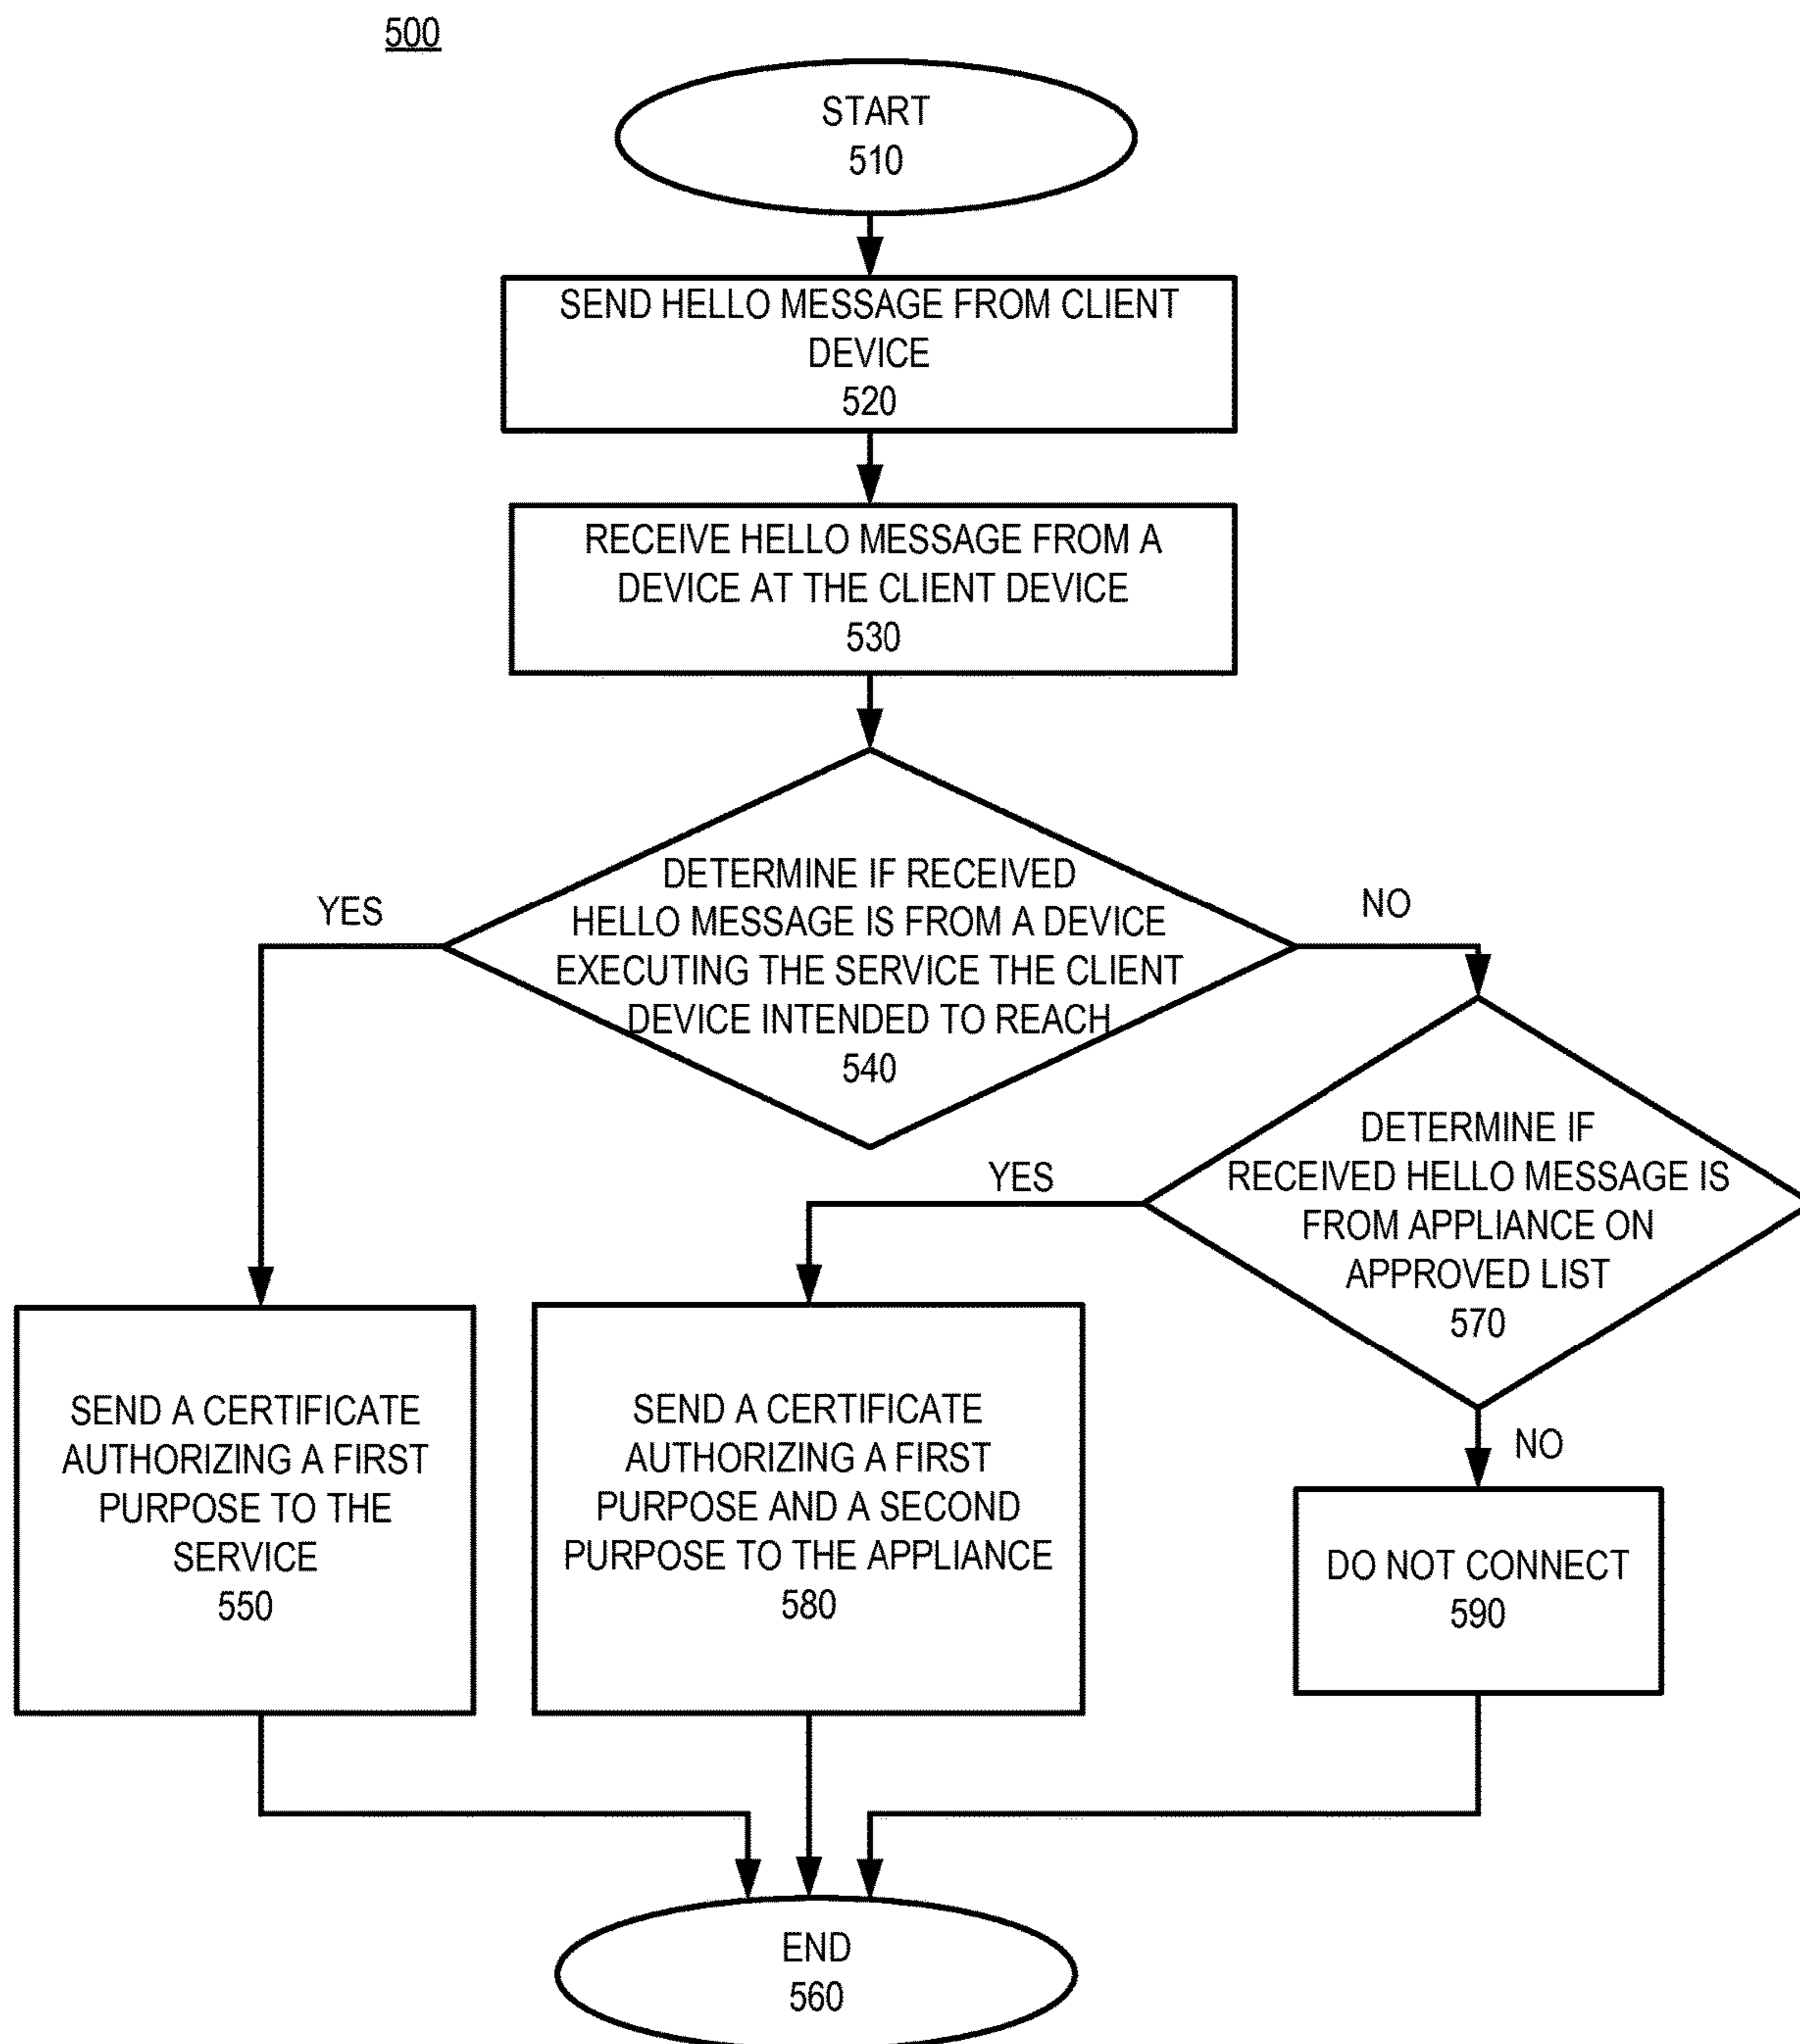 500
START
510
SEND HELLO MESSAGE FROM CLIENT
DEVICE
520
RECEIVE HELLO MESSAGE FROM A
DEVICE AT THE CLIENT DEVICE
530
DETERMINE IF RECEIVED
HELLO MESSAGE IS FROM A DEVICE
EXECUTING THE SERVICE THE CLIENT
DEVICE INTENDED TO REACH
540
YES
NO
DETERMINE IF
RECEIVED HELLO MESSAGE IS
FROM APPLIANCE ON
APPROVED LIST
570
YES
NO
SEND A CERTIFICATE
AUTHORIZING A FIRST
PURPOSE TO THE
SERVICE
550
SEND A CERTIFICATE
AUTHORIZING A FIRST
PURPOSE AND A SECOND
PURPOSE TO THE APPLIANCE
580
DO NOT CONNECT
590
END
560